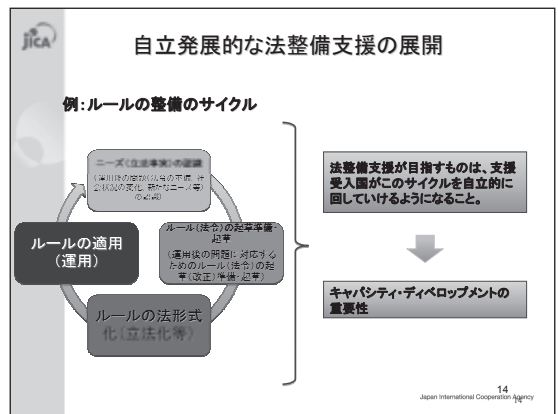 jICA
自立発展的な法整備支援の展開
例：ルールの整備のサイクル
ニーズ（立法事実）の認識
（運用後の問題（法令の不備、社
会状況の変化、新たなニーズ等）
の認識）
ルール（法令）の起草準備・
起草
（運用後の問題に対応する
ためのルール（法令）の起
草（改正）準備・起草）
ルールの法形式
化（立法化等）
ルールの適用
（運用）
法整備支援が目指すものは、支援
受入国がこのサイクルを自立的に
回していけるようになること。
キャパシティ・ディベロップメントの
重要性
14
Japan International Cooperation Agency
14